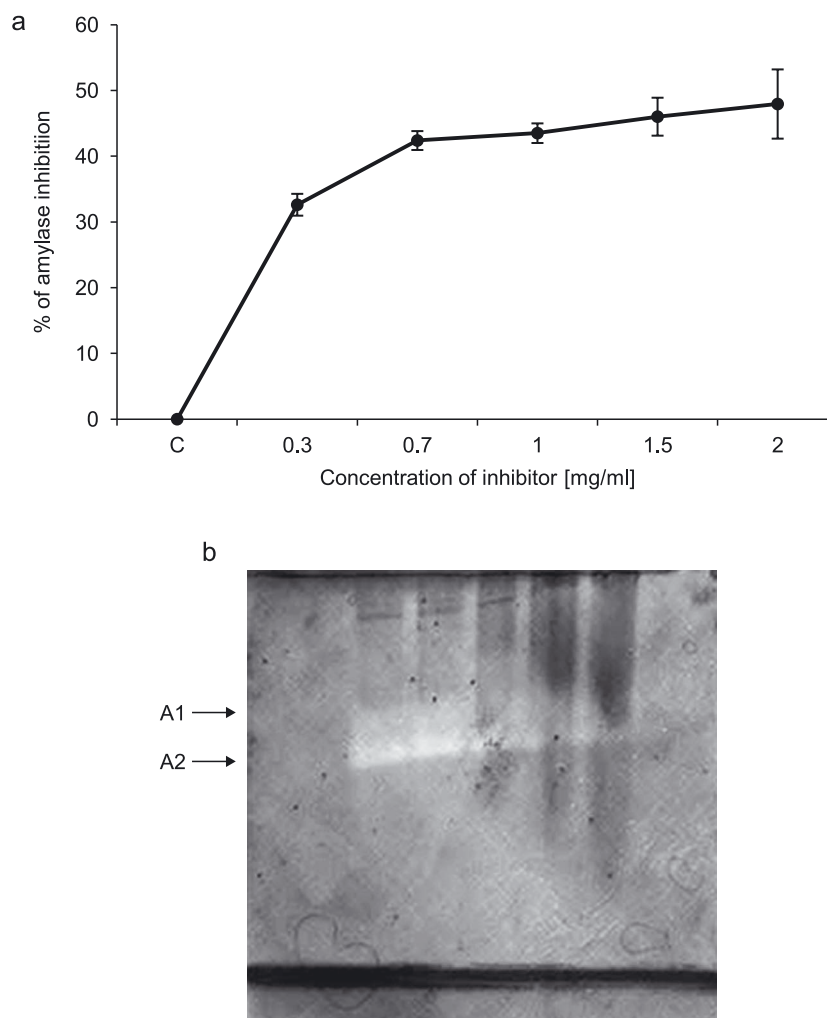 a
60
50
40
30
20
10
0
% of amylase inhibitiion
C 0.3 0.7 1 1.5 2
Concentration of inhibitor [mg/ml]
b
A1
A2